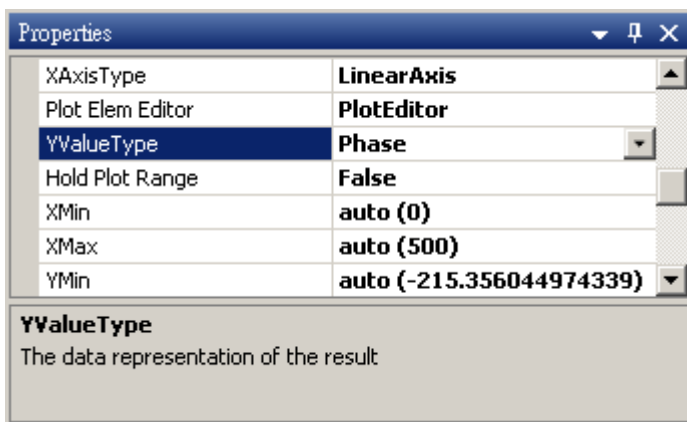 Properties
XAxisType LinearAxis
Plot Elem Editor PlotEditor
YValueType Phase
Hold Plot Range False
XMin auto (0)
XMax auto (500)
YMin auto (-215.356044974339)
YValueType
The data representation of the result